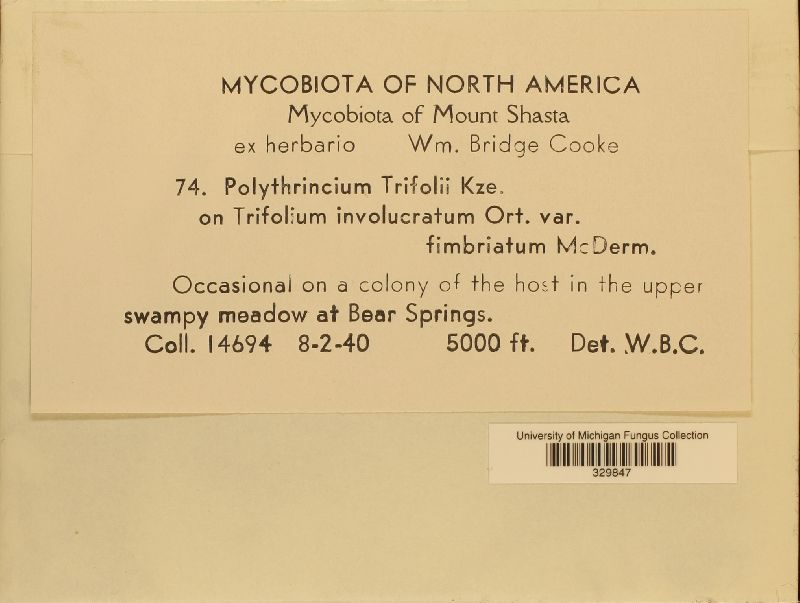 MYCOBIOTA OF NORTH AMERICA
Mycobiota of Mount Shasta
ex herbario Wm. Bridge Cooke
74. Polythrincium Trifolii Kze.
on Trifolium involucratum Ort. var.
fimbriatum McDerm.
Occasional on a colony of the host in the upper
swampy meadow at Bear Springs.
Coll. 14694 8-2-40 5000 ft. Det. W.B.C.
University of Michigan Fungus Collection
329847